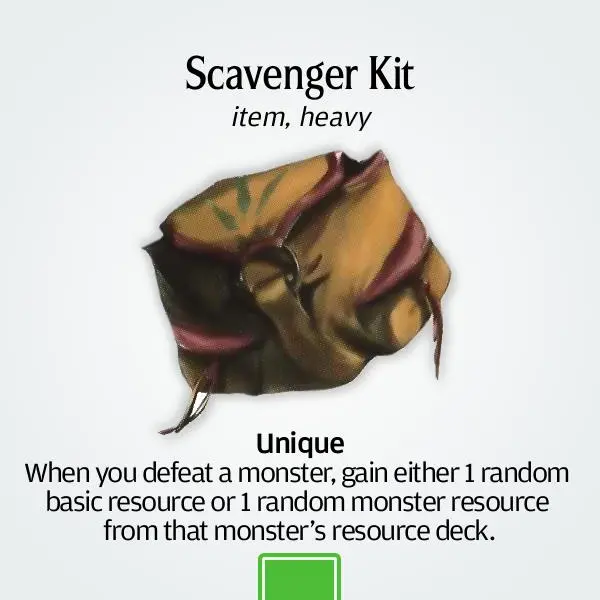 Scavenger Kit
item, heavy
Unique
When you defeat a monster, gain either 1 random
basic resource or 1 random monster resource
from that monster’s resource deck.